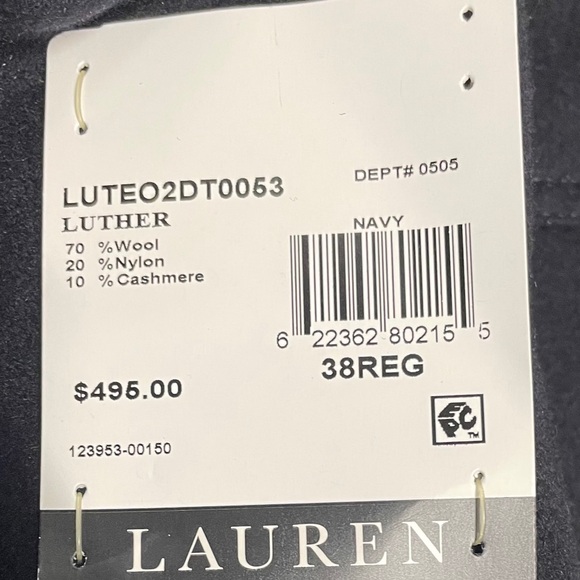 DEPT# 0505
LUTEO2DT0053
LUTHER
70 %Wool
20 %Nylon
10 %Cashmere
NAVY
6 22362 80215 5
38REG
$495.00
EPC
TM
123953-00150
LAUREN